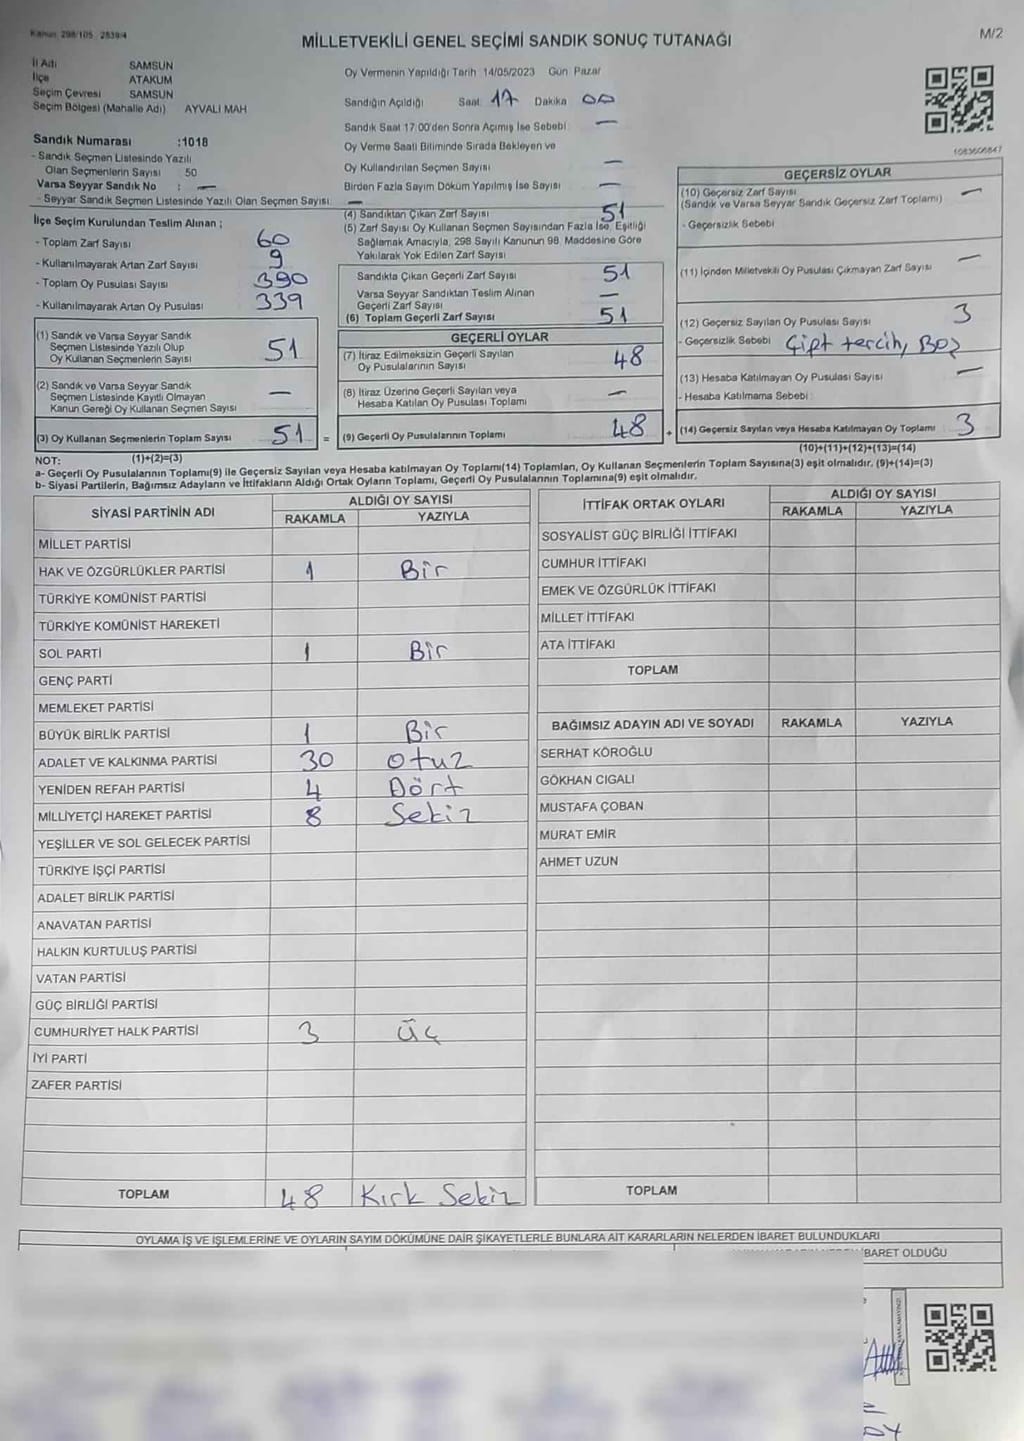 Kanun 298/105 2839/4
M/2
MİLLETVEKİLİ GENEL SEÇİMİ SANDIK SONUÇ TUTANAĞI
İl Adı SAMSUN
İlçe ATAKUM
Seçim Çevresi SAMSUN
Seçim Bölgesi (Mahalle Adı) AYVALI MAH
Sandık Numarası :1018
- Sandık Seçmen Listesinde Yazılı
Olan Seçmenlerin Sayısı 50
Varsa Seyyar Sandık No : —
- Seyyar Sandık Seçmen Listesinde Yazılı Olan Seçmen Sayısı: —
İlçe Seçim Kurulundan Teslim Alınan ;
- Toplam Zarf Sayısı 60
- Kullanılmayarak Artan Zarf Sayısı 9
- Toplam Oy Pusulası Sayısı 390
- Kullanılmayarak Artan Oy Pusulası 339
(1) Sandık ve Varsa Seyyar Sandık
Seçmen Listesinde Yazılı Olup
Oy Kullanan Seçmenlerin Sayısı 51
(2) Sandık ve Varsa Seyyar Sandık
Seçmen Listesinde Kayıtlı Olmayan
Kanun Gereği Oy Kullanan Seçmen Sayısı —
(3) Oy Kullanan Seçmenlerin Toplam Sayısı 51 =
(1)+(2)=(3)
Oy Vermenin Yapıldığı Tarih 14/05/2023 Gün Pazar
Sandığın Açıldığı Saat 17 Dakika 00
Sandık Saat 17:00'den Sonra Açımış İse Sebebi —
Oy Verme Saati Bitiminde Sırada Bekleyen ve
Oy Kullandırılan Seçmen Sayısı —
Birden Fazla Sayım Döküm Yapılmış İse Sayısı —
(4) Sandıktan Çıkan Zarf Sayısı 51
(5) Zarf Sayısı Oy Kullanan Seçmen Sayısından Fazla İse, Eşitliği
Sağlamak Amacıyla, 298 Sayılı Kanunun 98. Maddesine Göre
Yakılarak Yok Edilen Zarf Sayısı
Sandıkta Çıkan Geçerli Zarf Sayısı 51
Varsa Seyyar Sandıktan Teslim Alınan
Geçerli Zarf Sayısı —
(6) Toplam Geçerli Zarf Sayısı 51
GEÇERLİ OYLAR
(7) İtiraz Edilmeksizin Geçerli Sayılan
Oy Pusulalarının Sayısı 48
(8) İtiraz Üzerine Geçerli Sayılan veya
Hesaba Katılan Oy Pusulası Toplamı —
(9) Geçerli Oy Pusulalarının Toplamı 48 +
1083606847
GEÇERSİZ OYLAR
(10) Geçersiz Zarf Sayısı —
(Sandık ve Varsa Seyyar Sandık Geçersiz Zarf Toplamı)
- Geçersizlik Sebebi
(11) İçinden Milletvekili Oy Pusulası Çıkmayan Zarf Sayısı —
(12) Geçersiz Sayılan Oy Pusulası Sayısı 3
- Geçersizlik Sebebi Çipt tercih, Boş
(13) Hesaba Katılmayan Oy Pusulası Sayısı —
- Hesaba Katılmama Sebebi
(14) Geçersiz Sayılan veya Hesaba Katılmayan Oy Toplamı 3
(10)+(11)+(12)+(13)=(14)
NOT:
a- Geçerli Oy Pusulalarının Toplamı(9) ile Geçersiz Sayılan veya Hesaba katılmayan Oy Toplamı(14) Toplamları, Oy Kullanan Seçmenlerin Toplam Sayısına(3) eşit olmalıdır. (9)+(14)=(3)
b- Siyasi Partilerin, Bağımsız Adayların ve İttifakların Aldığı Ortak Oyların Toplamı, Geçerli Oy Pusulalarının Toplamına(9) eşit olmalıdır.
SİYASİ PARTİNİN ADI ALDIĞI OY SAYISI
RAKAMLA YAZIYLA
MİLLET PARTİSİ
HAK VE ÖZGÜRLÜKLER PARTİSİ 1 Bir
TÜRKİYE KOMÜNİST PARTİSİ
TÜRKİYE KOMÜNİST HAREKETİ
SOL PARTİ 1 Bir
GENÇ PARTİ
MEMLEKET PARTİSİ
BÜYÜK BİRLİK PARTİSİ 1 Bir
ADALET VE KALKINMA PARTİSİ 30 Otuz
YENİDEN REFAH PARTİSİ 4 Dört
MİLLİYETÇİ HAREKET PARTİSİ 8 Sekiz
YEŞİLLER VE SOL GELECEK PARTİSİ
TÜRKİYE İŞÇİ PARTİSİ
ADALET BİRLİK PARTİSİ
ANAVATAN PARTİSİ
HALKIN KURTULUŞ PARTİSİ
VATAN PARTİSİ
GÜÇ BİRLİĞİ PARTİSİ
CUMHURİYET HALK PARTİSİ 3 Üç
İYİ PARTİ
ZAFER PARTİSİ
TOPLAM 48 Kırk Sekiz
İTTİFAK ORTAK OYLARI ALDIĞI OY SAYISI
RAKAMLA YAZIYLA
SOSYALİST GÜÇ BİRLİĞİ İTTİFAKI
CUMHUR İTTİFAKI
EMEK VE ÖZGÜRLÜK İTTİFAKI
MİLLET İTTİFAKI
ATA İTTİFAKI
TOPLAM
BAĞIMSIZ ADAYIN ADI VE SOYADI RAKAMLA YAZIYLA
SERHAT KÖROĞLU
GÖKHAN CIGALI
MUSTAFA ÇOBAN
MURAT EMİR
AHMET UZUN
TOPLAM
OYLAMA İŞ VE İŞLEMLERİNE VE OYLARIN SAYIM DÖKÜMÜNE DAİR ŞİKAYETLERLE BUNLARA AİT KARARLARIN NELERDEN İBARET BULUNDUKLARI
BARET OLDUĞU